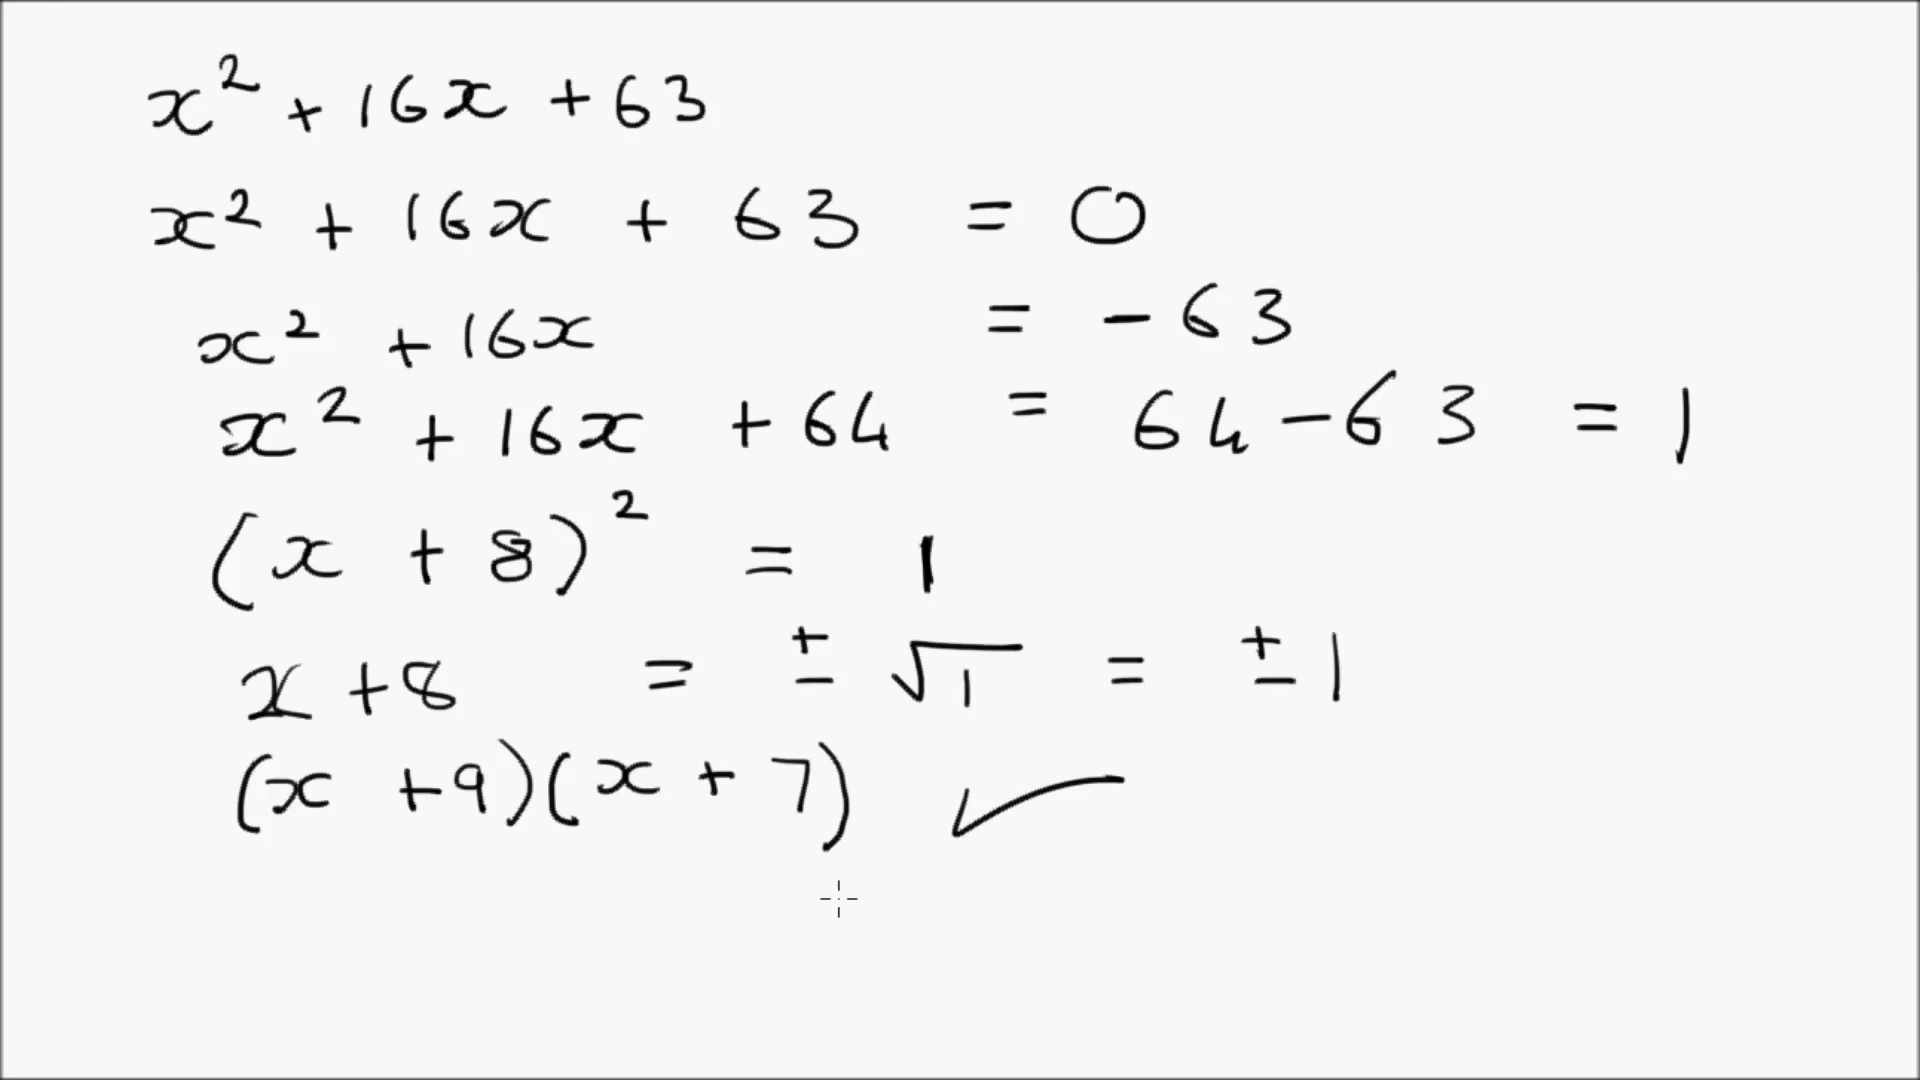 x² + 16x + 63
x² + 16x + 63 = 0
x² + 16x = -63
x² + 16x + 64 = 64 - 63 = 1
(x + 8)² = 1
x + 8 = ± √1 = ± 1
(x + 9)(x + 7) ✓